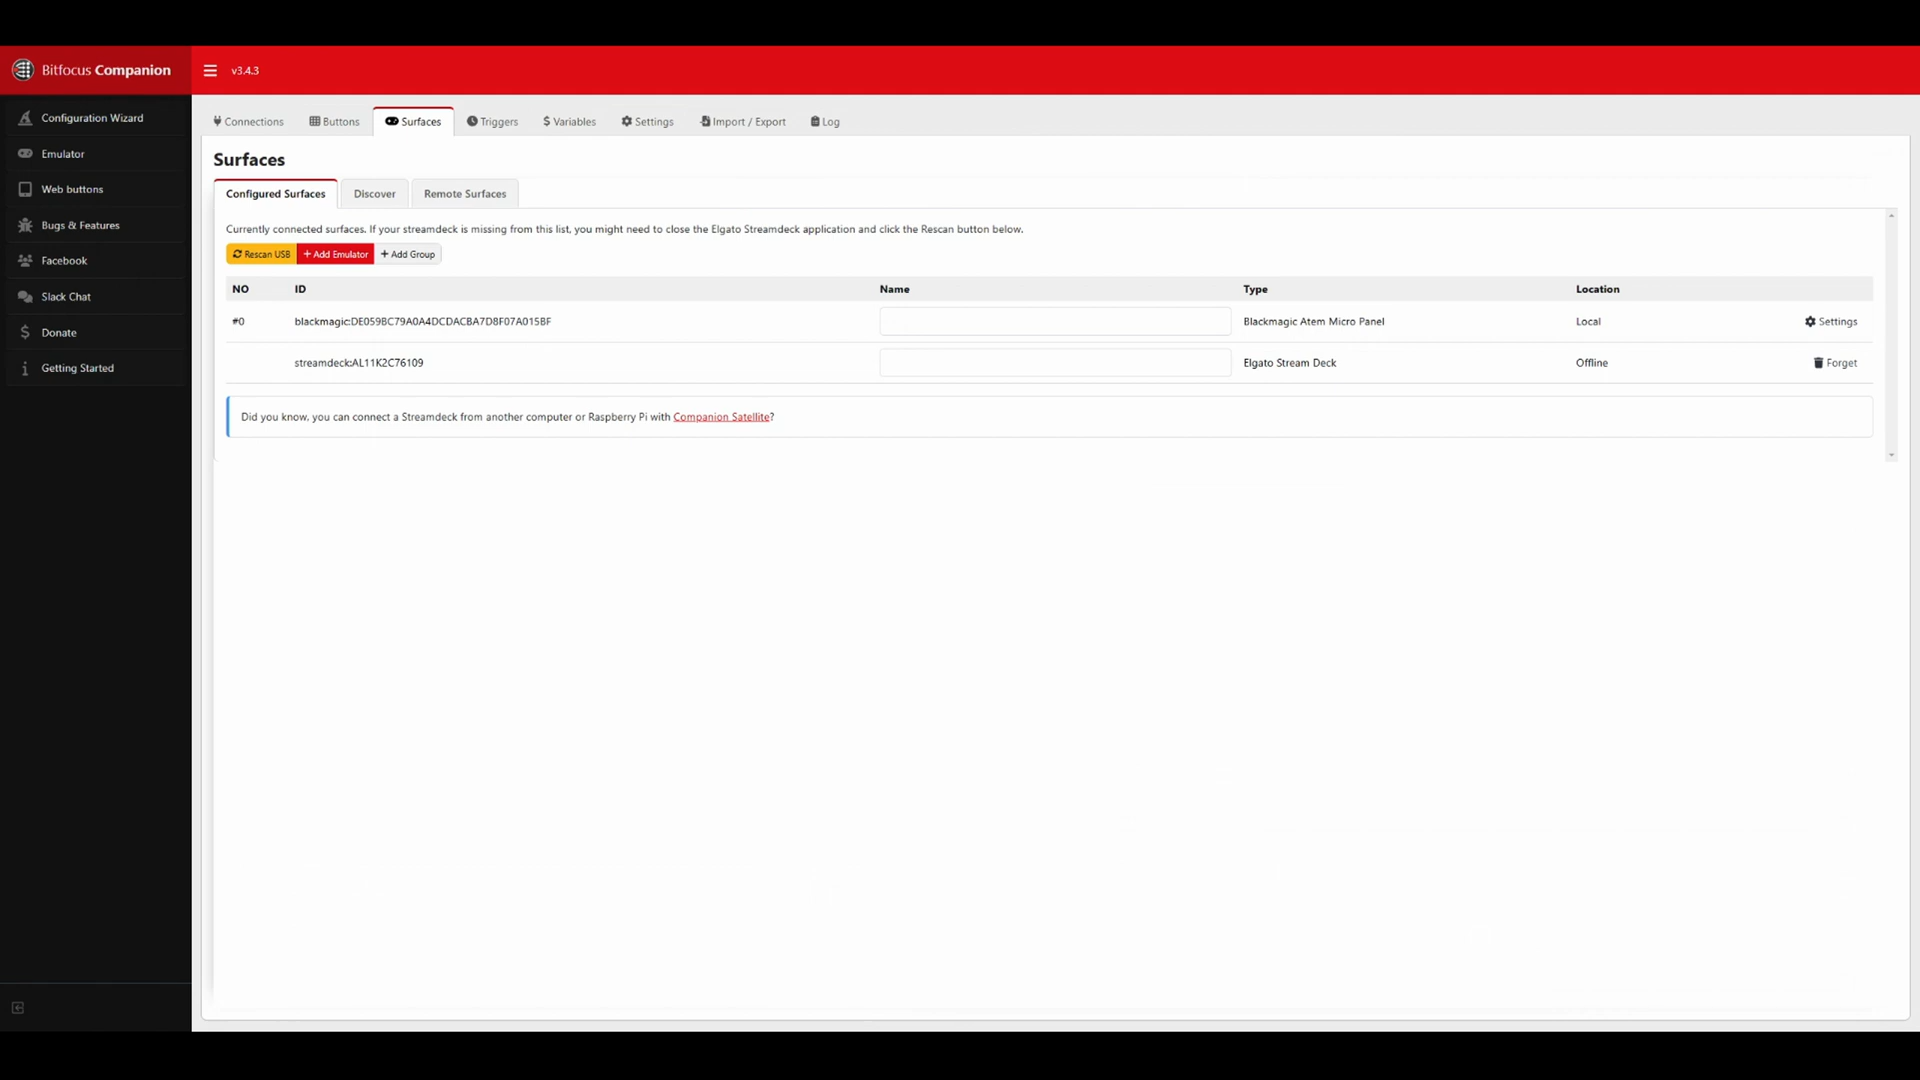 Bitfocus Companion
v3.4.3
Configuration Wizard
Emulator
Web buttons
Bugs & Features
Facebook
Slack Chat
Donate
Getting Started
Connections Buttons Surfaces Triggers Variables Settings Import / Export Log
Surfaces
Configured Surfaces Discover Remote Surfaces
Currently connected surfaces. If your streamdeck is missing from this list, you might need to close the Elgato Streamdeck application and click the Rescan button below.
Rescan USB + Add Emulator + Add Group
NO ID Name Type Location
#0 blackmagic:DE059BC79A0A4DCDACBA7D8F07A015BF Blackmagic Atem Micro Panel Local Settings
streamdeck:AL11K2C76109 Elgato Stream Deck Offline Forget
Did you know, you can connect a Streamdeck from another computer or Raspberry Pi with Companion Satellite?